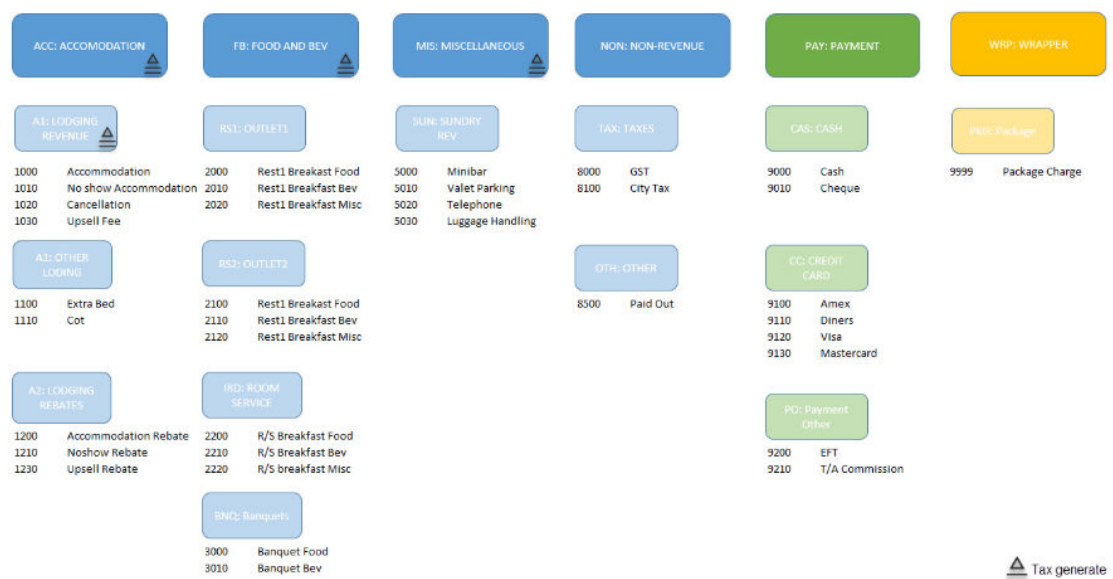 ACC: ACCOMODATION
FB: FOOD AND BEV
MIS: MISCELLANEOUS
NON: NON-REVENUE
PAY: PAYMENT
WRP: WRAPPER
A1: LODGING
REVENUE
1000 Accommodation
1010 No show Accommodation
1020 Cancellation
1030 Upsell Fee
A1: OTHER
LODING
1100 Extra Bed
1110 Cot
A2: LODGING
REBATES
1200 Accommodation Rebate
1210 Noshow Rebate
1230 Upsell Rebate
RS1: OUTLET1
2000 Rest1 Breakast Food
2010 Rest1 Breakfast Bev
2020 Rest1 Breakfast Misc
RS2: OUTLET2
2100 Rest1 Breakast Food
2110 Rest1 Breakfast Bev
2120 Rest1 Breakfast Misc
IRD: ROOM
SERVICE
2200 R/S Breakfast Food
2210 R/S Breakfast Bev
2220 R/S breakfast Misc
BNQ: Banquets
3000 Banquet Food
3010 Banquet Bev
SUN: SUNDRY
REV
5000 Minibar
5010 Valet Parking
5020 Telephone
5030 Luggage Handling
TAX: TAXES
8000 GST
8100 City Tax
OTH: OTHER
8500 Paid Out
CAS: CASH
9000 Cash
9010 Cheque
CC: CREDIT
CARD
9100 Amex
9110 Diners
9120 Visa
9130 Mastercard
PO: Payment
Other
9200 EFT
9210 T/A Commission
PKG: Package
9999 Package Charge
Tax generate